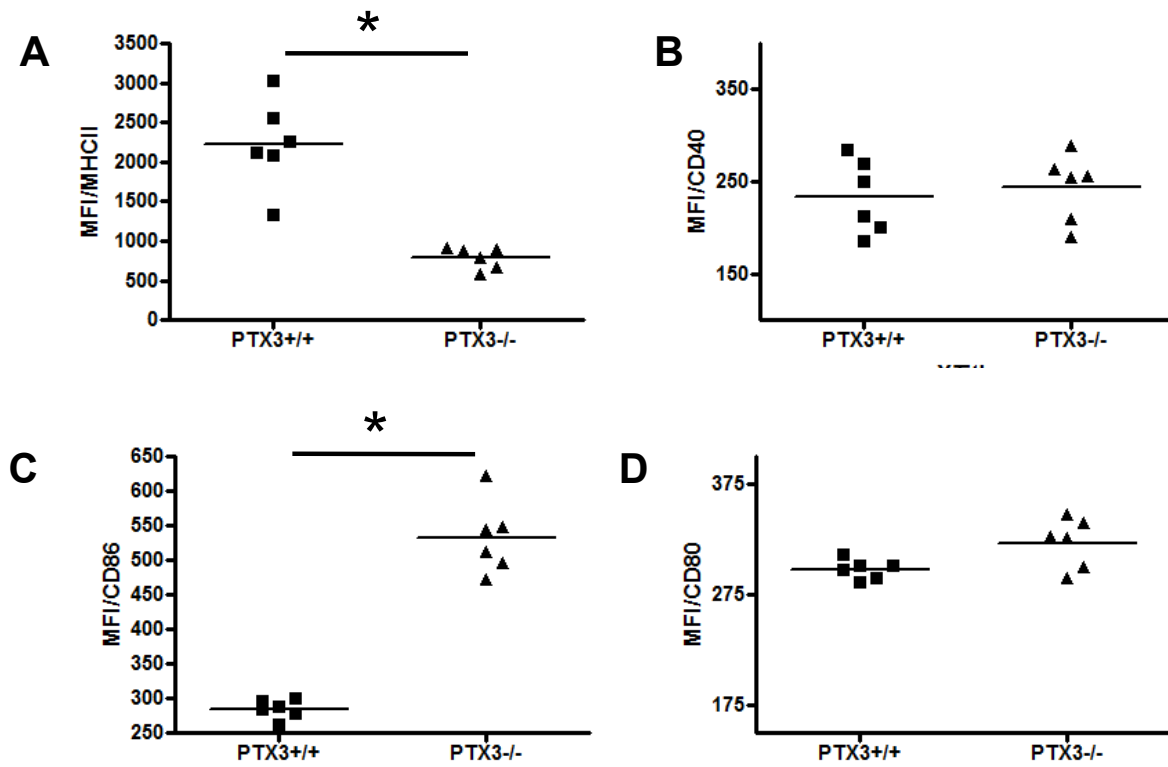 A
*
3500
3000
2500
2000
1500
1000
500
0
MFI/MHCII
PTX3+/+ PTX3-/-
B
350
250
150
MFI/CD40
PTX3+/+ PTX3-/-
C
*
650
600
550
500
450
400
350
300
250
MFI/CD86
PTX3+/+ PTX3-/-
D
375
275
175
MFI/CD80
PTX3+/+ PTX3-/-